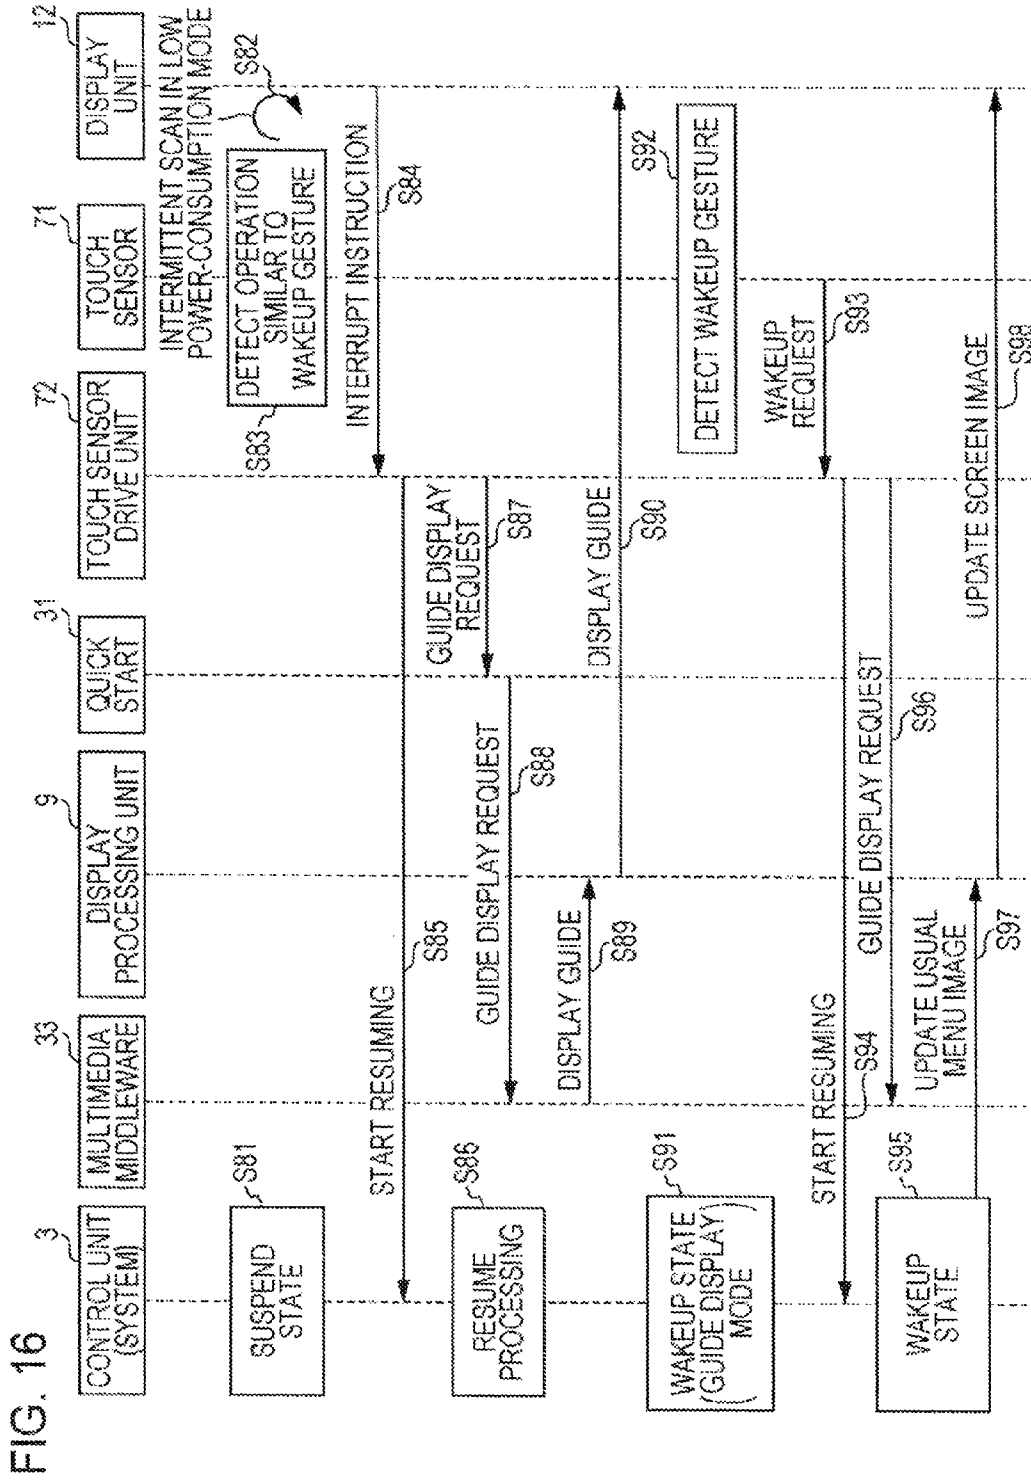 FIG. 16
3
CONTROL UNIT
(SYSTEM)
33
MULTIMEDIA
MIDDLEWARE
9
DISPLAY
PROCESSING UNIT
31
QUICK
START
72
TOUCH SENSOR
DRIVE UNIT
71
TOUCH
SENSOR
12
DISPLAY
UNIT
INTERMITTENT SCAN IN LOW
POWER-CONSUMPTION MODE
S82
S81
SUSPEND
STATE
S83
DETECT OPERATION
SIMILAR TO
WAKEUP GESTURE
INTERRUPT INSTRUCTION
S84
START RESUMING
S85
S86
RESUME
PROCESSING
GUIDE DISPLAY
REQUEST
S87
GUIDE DISPLAY REQUEST
S88
DISPLAY GUIDE
S89
DISPLAY GUIDE
S90
S91
WAKEUP STATE
(GUIDE DISPLAY)
MODE
S92
DETECT WAKEUP GESTURE
WAKEUP
REQUEST
S93
START RESUMING
S94
S95
WAKEUP
STATE
GUIDE DISPLAY REQUEST
S96
UPDATE USUAL
MENU IMAGE
S97
UPDATE SCREEN IMAGE
S98